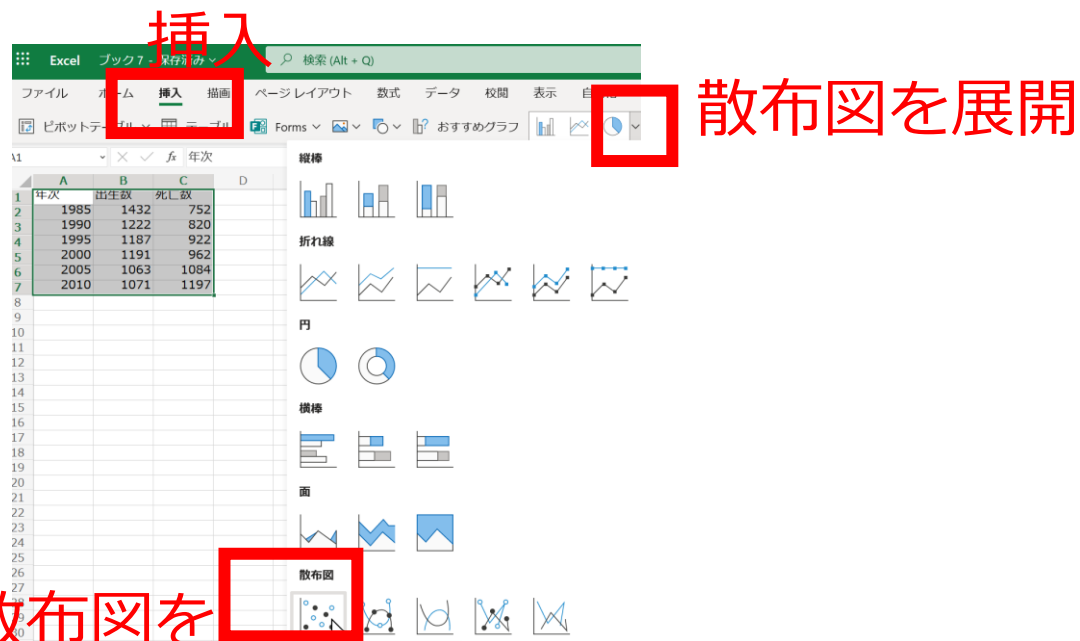 挿入
Excel ブック 7 - 保存済み 検索 (Alt + Q)
ファイル ホーム 挿入 描画 ページ レイアウト 数式 データ 校閲 表示
散布図を展開
ピボットテーブル テーブル Forms おすすめグラフ
A1 fx 年次
縦棒
A B C D
1 年次 出生数 死亡数
2 1985 1432 752
3 1990 1222 820
4 1995 1187 922
5 2000 1191 962
6 2005 1063 1084
7 2010 1071 1197
折れ線
8
9
10
円
11
12
13
14
15
横棒
16
17
18
19
20
21
面
22
23
24
25
26
散布図
27
28
散布図を
29
30